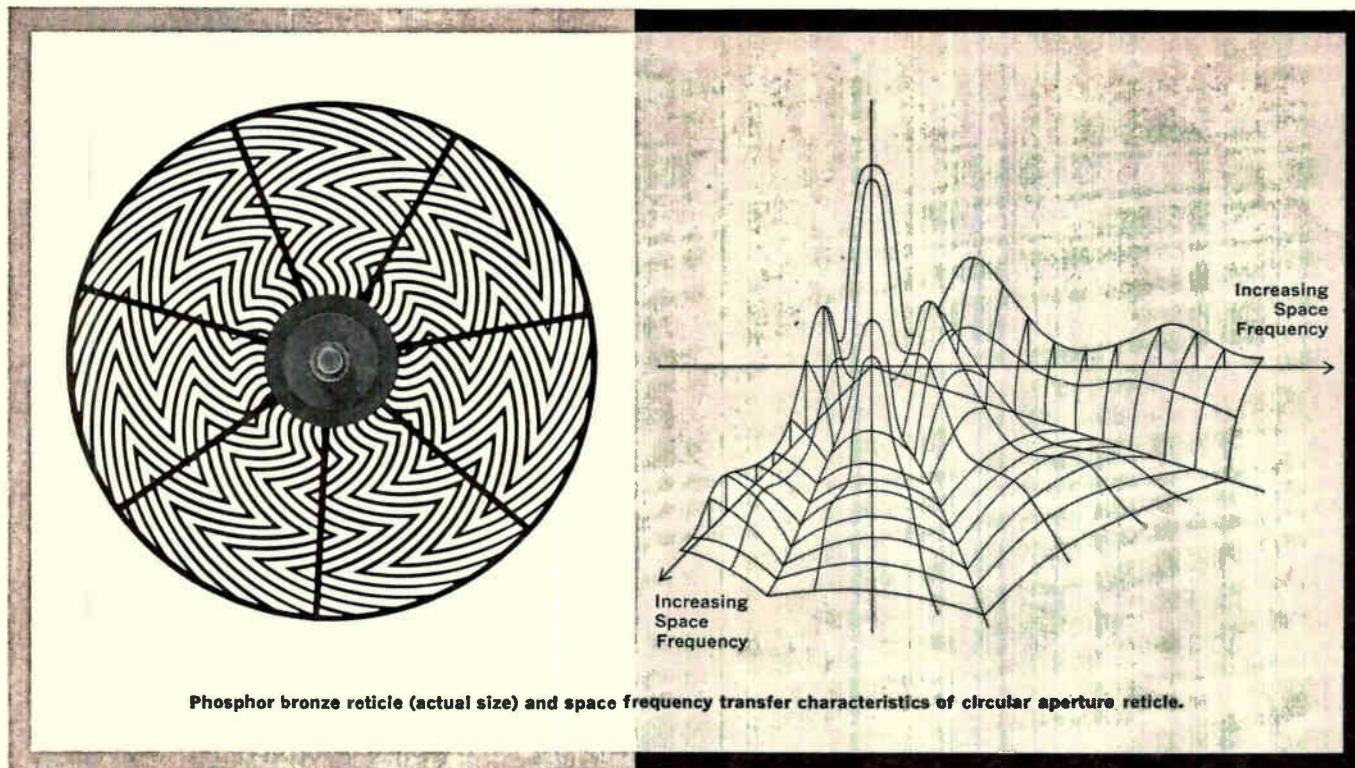 Increasing
Space
Frequency
Increasing
Space
Frequency
Phosphor bronze reticle (actual size) and space frequency transfer characteristics of circular aperture reticle.